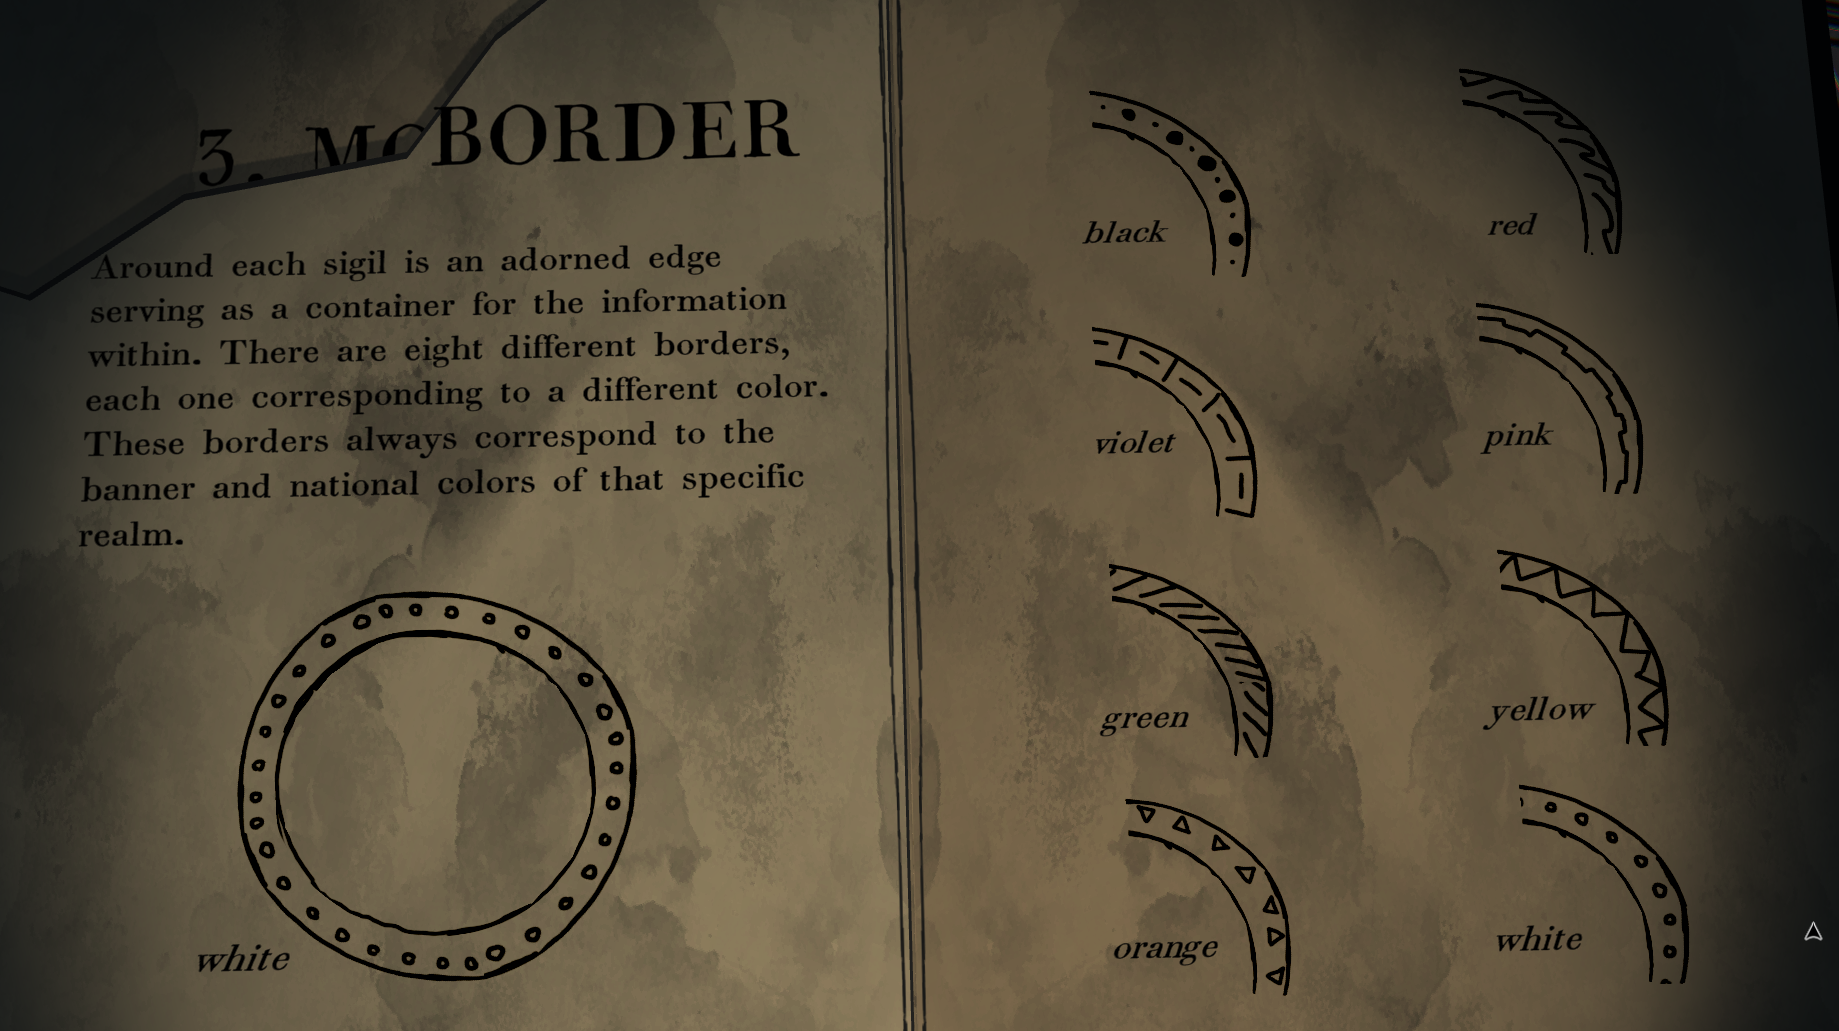 3. MC BORDER
Around each sigil is an adorned edge
serving as a container for the information
within. There are eight different borders,
each one corresponding to a different color.
These borders always correspond to the
banner and national colors of that specific
realm.
white
black
red
violet
pink
green
yellow
orange
white